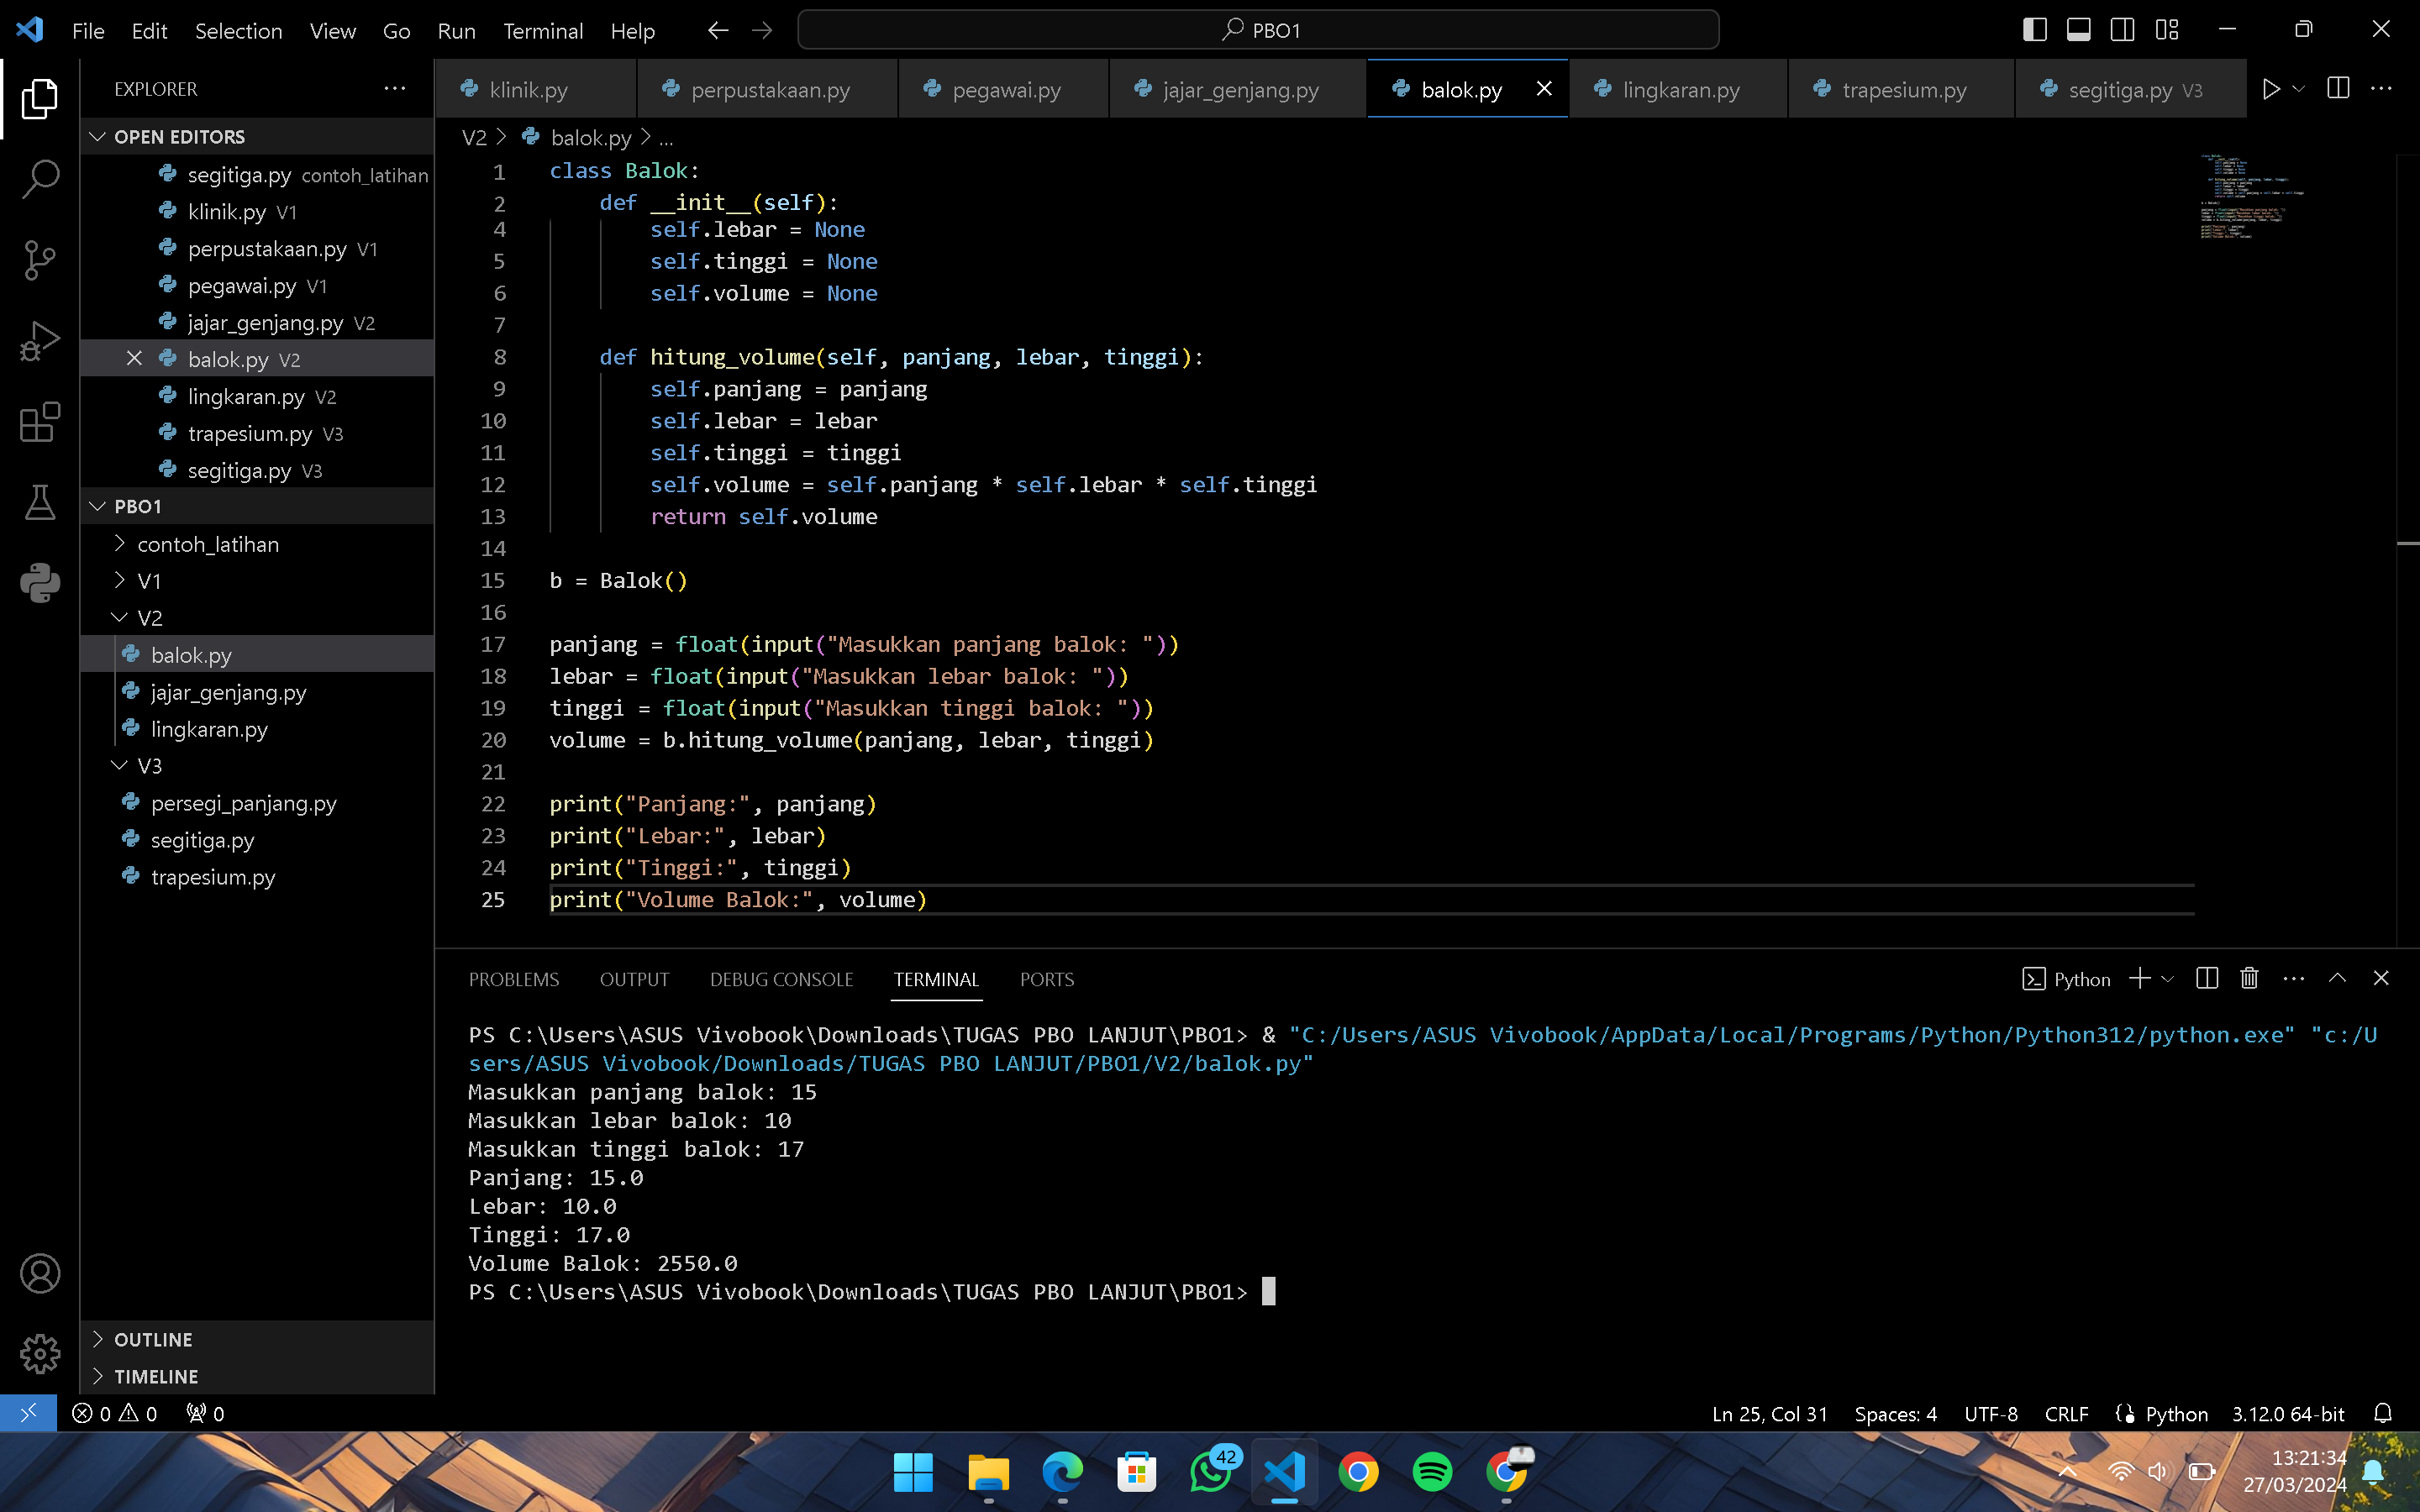 File Edit Selection View Go Run Terminal Help PBO1
EXPLORER
OPEN EDITORS
segitiga.py contoh_latihan
klinik.py V1
perpustakaan.py V1
pegawai.py V1
jajar_genjang.py V2
balok.py V2
lingkaran.py V2
trapesium.py V3
segitiga.py V3
PBO1
contoh_latihan
V1
V2
balok.py
jajar_genjang.py
lingkaran.py
V3
persegi_panjang.py
segitiga.py
trapesium.py
OUTLINE
TIMELINE
klinik.py perpustakaan.py pegawai.py jajar_genjang.py balok.py lingkaran.py trapesium.py segitiga.py V3
V2 > balok.py > ...
1 class Balok:
2 def __init__(self):
4 self.lebar = None
5 self.tinggi = None
6 self.volume = None
7
8 def hitung_volume(self, panjang, lebar, tinggi):
9 self.panjang = panjang
10 self.lebar = lebar
11 self.tinggi = tinggi
12 self.volume = self.panjang * self.lebar * self.tinggi
13 return self.volume
14
15 b = Balok()
16
17 panjang = float(input("Masukkan panjang balok: "))
18 lebar = float(input("Masukkan lebar balok: "))
19 tinggi = float(input("Masukkan tinggi balok: "))
20 volume = b.hitung_volume(panjang, lebar, tinggi)
21
22 print("Panjang:", panjang)
23 print("Lebar:", lebar)
24 print("Tinggi:", tinggi)
25 print("Volume Balok:", volume)
PROBLEMS OUTPUT DEBUG CONSOLE TERMINAL PORTS Python
PS C:\Users\ASUS Vivobook\Downloads\TUGAS PBO LANJUT\PBO1> & "C:/Users/ASUS Vivobook/AppData/Local/Programs/Python/Python312/python.exe" "c:/U
sers/ASUS Vivobook/Downloads/TUGAS PBO LANJUT/PBO1/V2/balok.py"
Masukkan panjang balok: 15
Masukkan lebar balok: 10
Masukkan tinggi balok: 17
Panjang: 15.0
Lebar: 10.0
Tinggi: 17.0
Volume Balok: 2550.0
PS C:\Users\ASUS Vivobook\Downloads\TUGAS PBO LANJUT\PBO1>
0 0 0 Ln 25, Col 31 Spaces: 4 UTF-8 CRLF Python 3.12.0 64-bit
42
13:21:34
27/03/2024